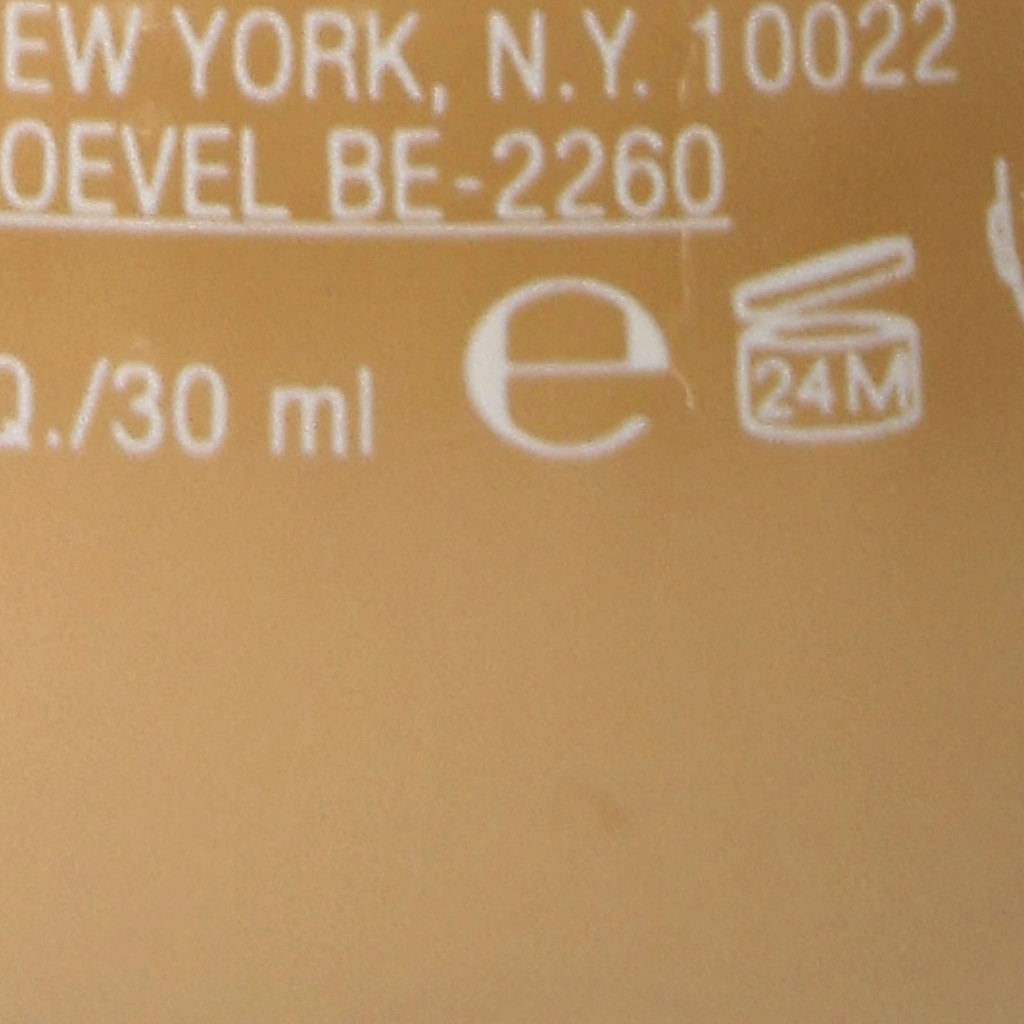 EW YORK, N.Y. 10022
OEVEL BE-2260
Q./30 ml e 24M